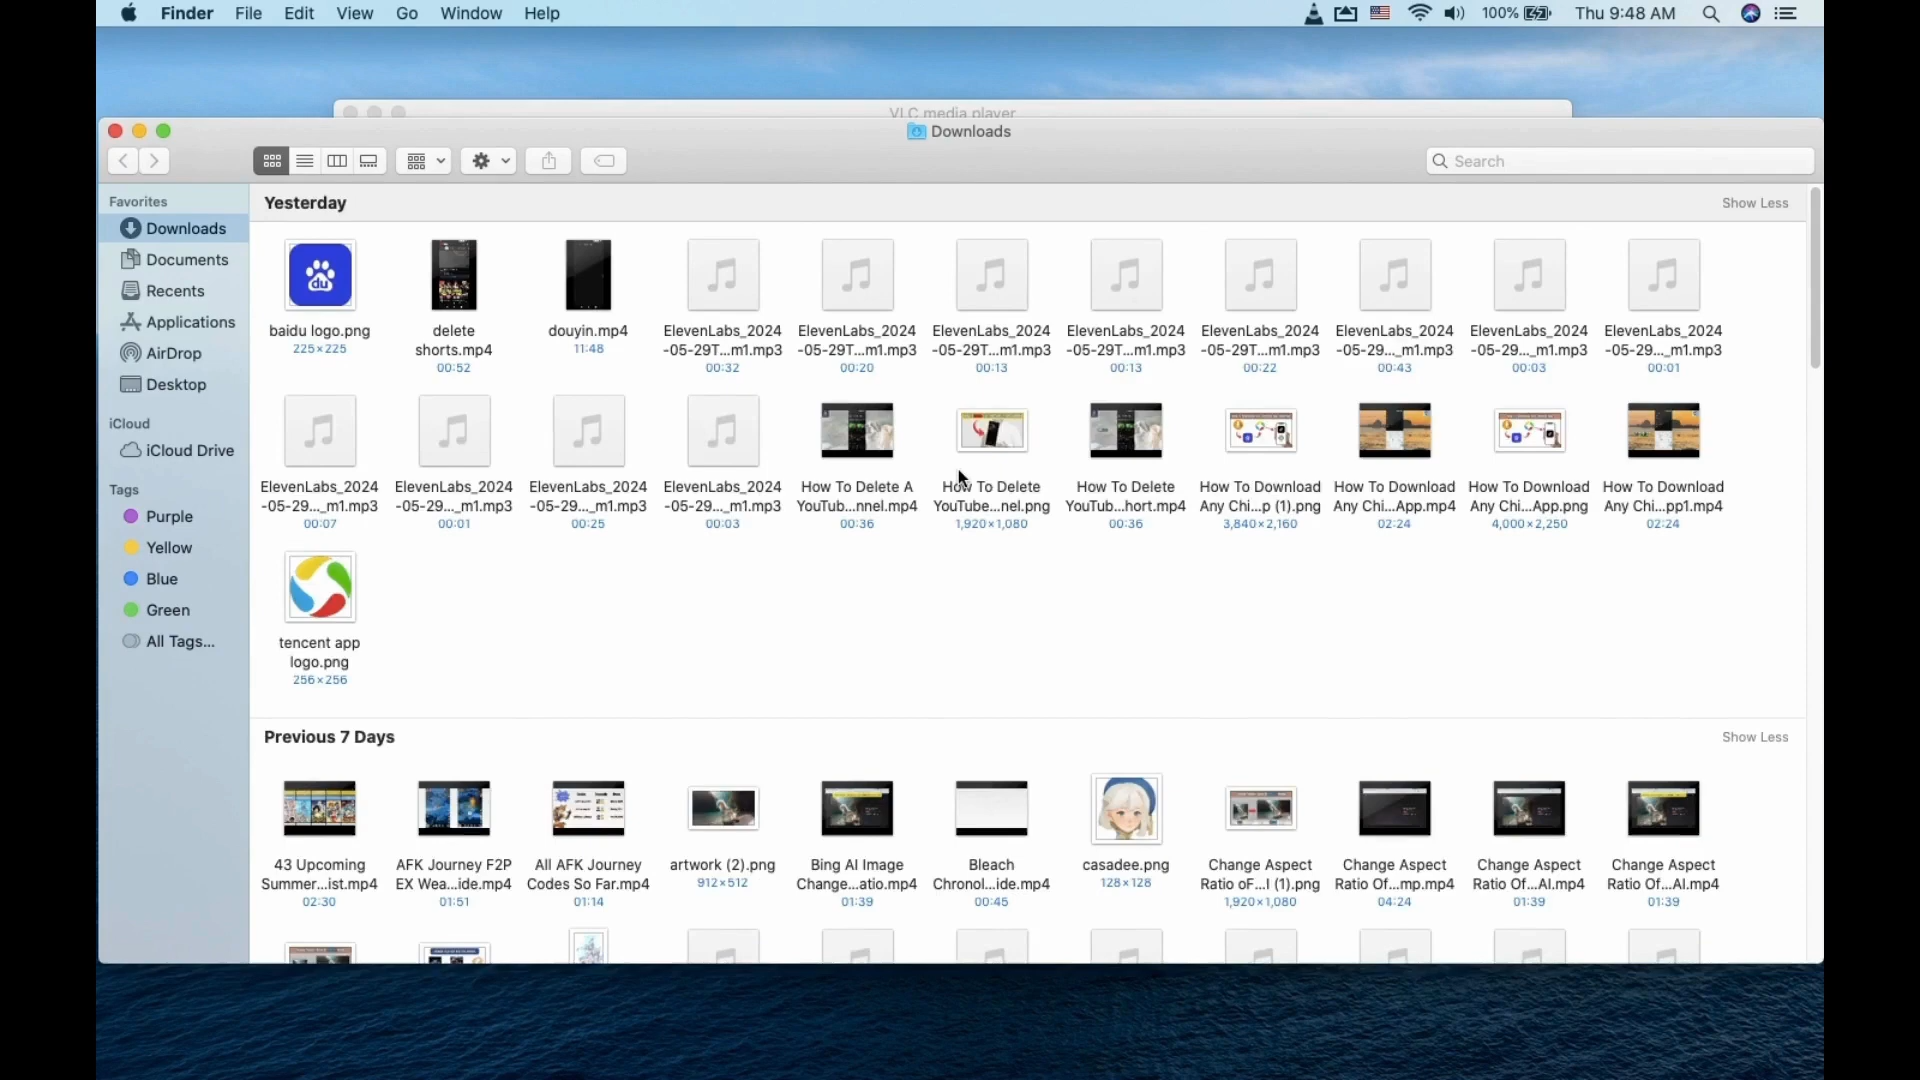 Finder File Edit View Go Window Help 100% Thu 9:48 AM
VLC media player
Downloads
Search
Favorites
Downloads
Documents
Recents
Applications
AirDrop
Desktop
iCloud
iCloud Drive
Tags
Purple
Yellow
Blue
Green
All Tags...
Yesterday Show Less
baidu logo.png
225×225
delete
shorts.mp4
00:52
douyin.mp4
11:48
ElevenLabs_2024
-05-29T...m1.mp3
00:32
ElevenLabs_2024
-05-29T...m1.mp3
00:20
ElevenLabs_2024
-05-29T...m1.mp3
00:13
ElevenLabs_2024
-05-29T...m1.mp3
00:13
ElevenLabs_2024
-05-29T...m1.mp3
00:22
ElevenLabs_2024
-05-29..._m1.mp3
00:43
ElevenLabs_2024
-05-29..._m1.mp3
00:03
ElevenLabs_2024
-05-29..._m1.mp3
00:01
ElevenLabs_2024
-05-29..._m1.mp3
00:07
ElevenLabs_2024
-05-29..._m1.mp3
00:01
ElevenLabs_2024
-05-29..._m1.mp3
00:25
ElevenLabs_2024
-05-29..._m1.mp3
00:03
How To Delete A
YouTub...nnel.mp4
00:36
How To Delete
YouTube...nel.png
1,920×1,080
How To Delete
YouTub...hort.mp4
00:36
How To Download
Any Chi...p (1).png
3,840×2,160
How To Download
Any Chi...App.mp4
02:24
How To Download
Any Chi...App.png
4,000×2,250
How To Download
Any Chi...pp1.mp4
02:24
tencent app
logo.png
256×256
Previous 7 Days Show Less
43 Upcoming
Summer...ist.mp4
02:30
AFK Journey F2P
EX Wea...ide.mp4
01:51
All AFK Journey
Codes So Far.mp4
01:14
artwork (2).png
912×512
Bing AI Image
Change...atio.mp4
01:39
Bleach
Chronol...ide.mp4
00:45
casadee.png
128×128
Change Aspect
Ratio oF...I (1).png
1,920×1,080
Change Aspect
Ratio Of...mp.mp4
04:24
Change Aspect
Ratio Of...AI.mp4
01:39
Change Aspect
Ratio Of...AI.mp4
01:39